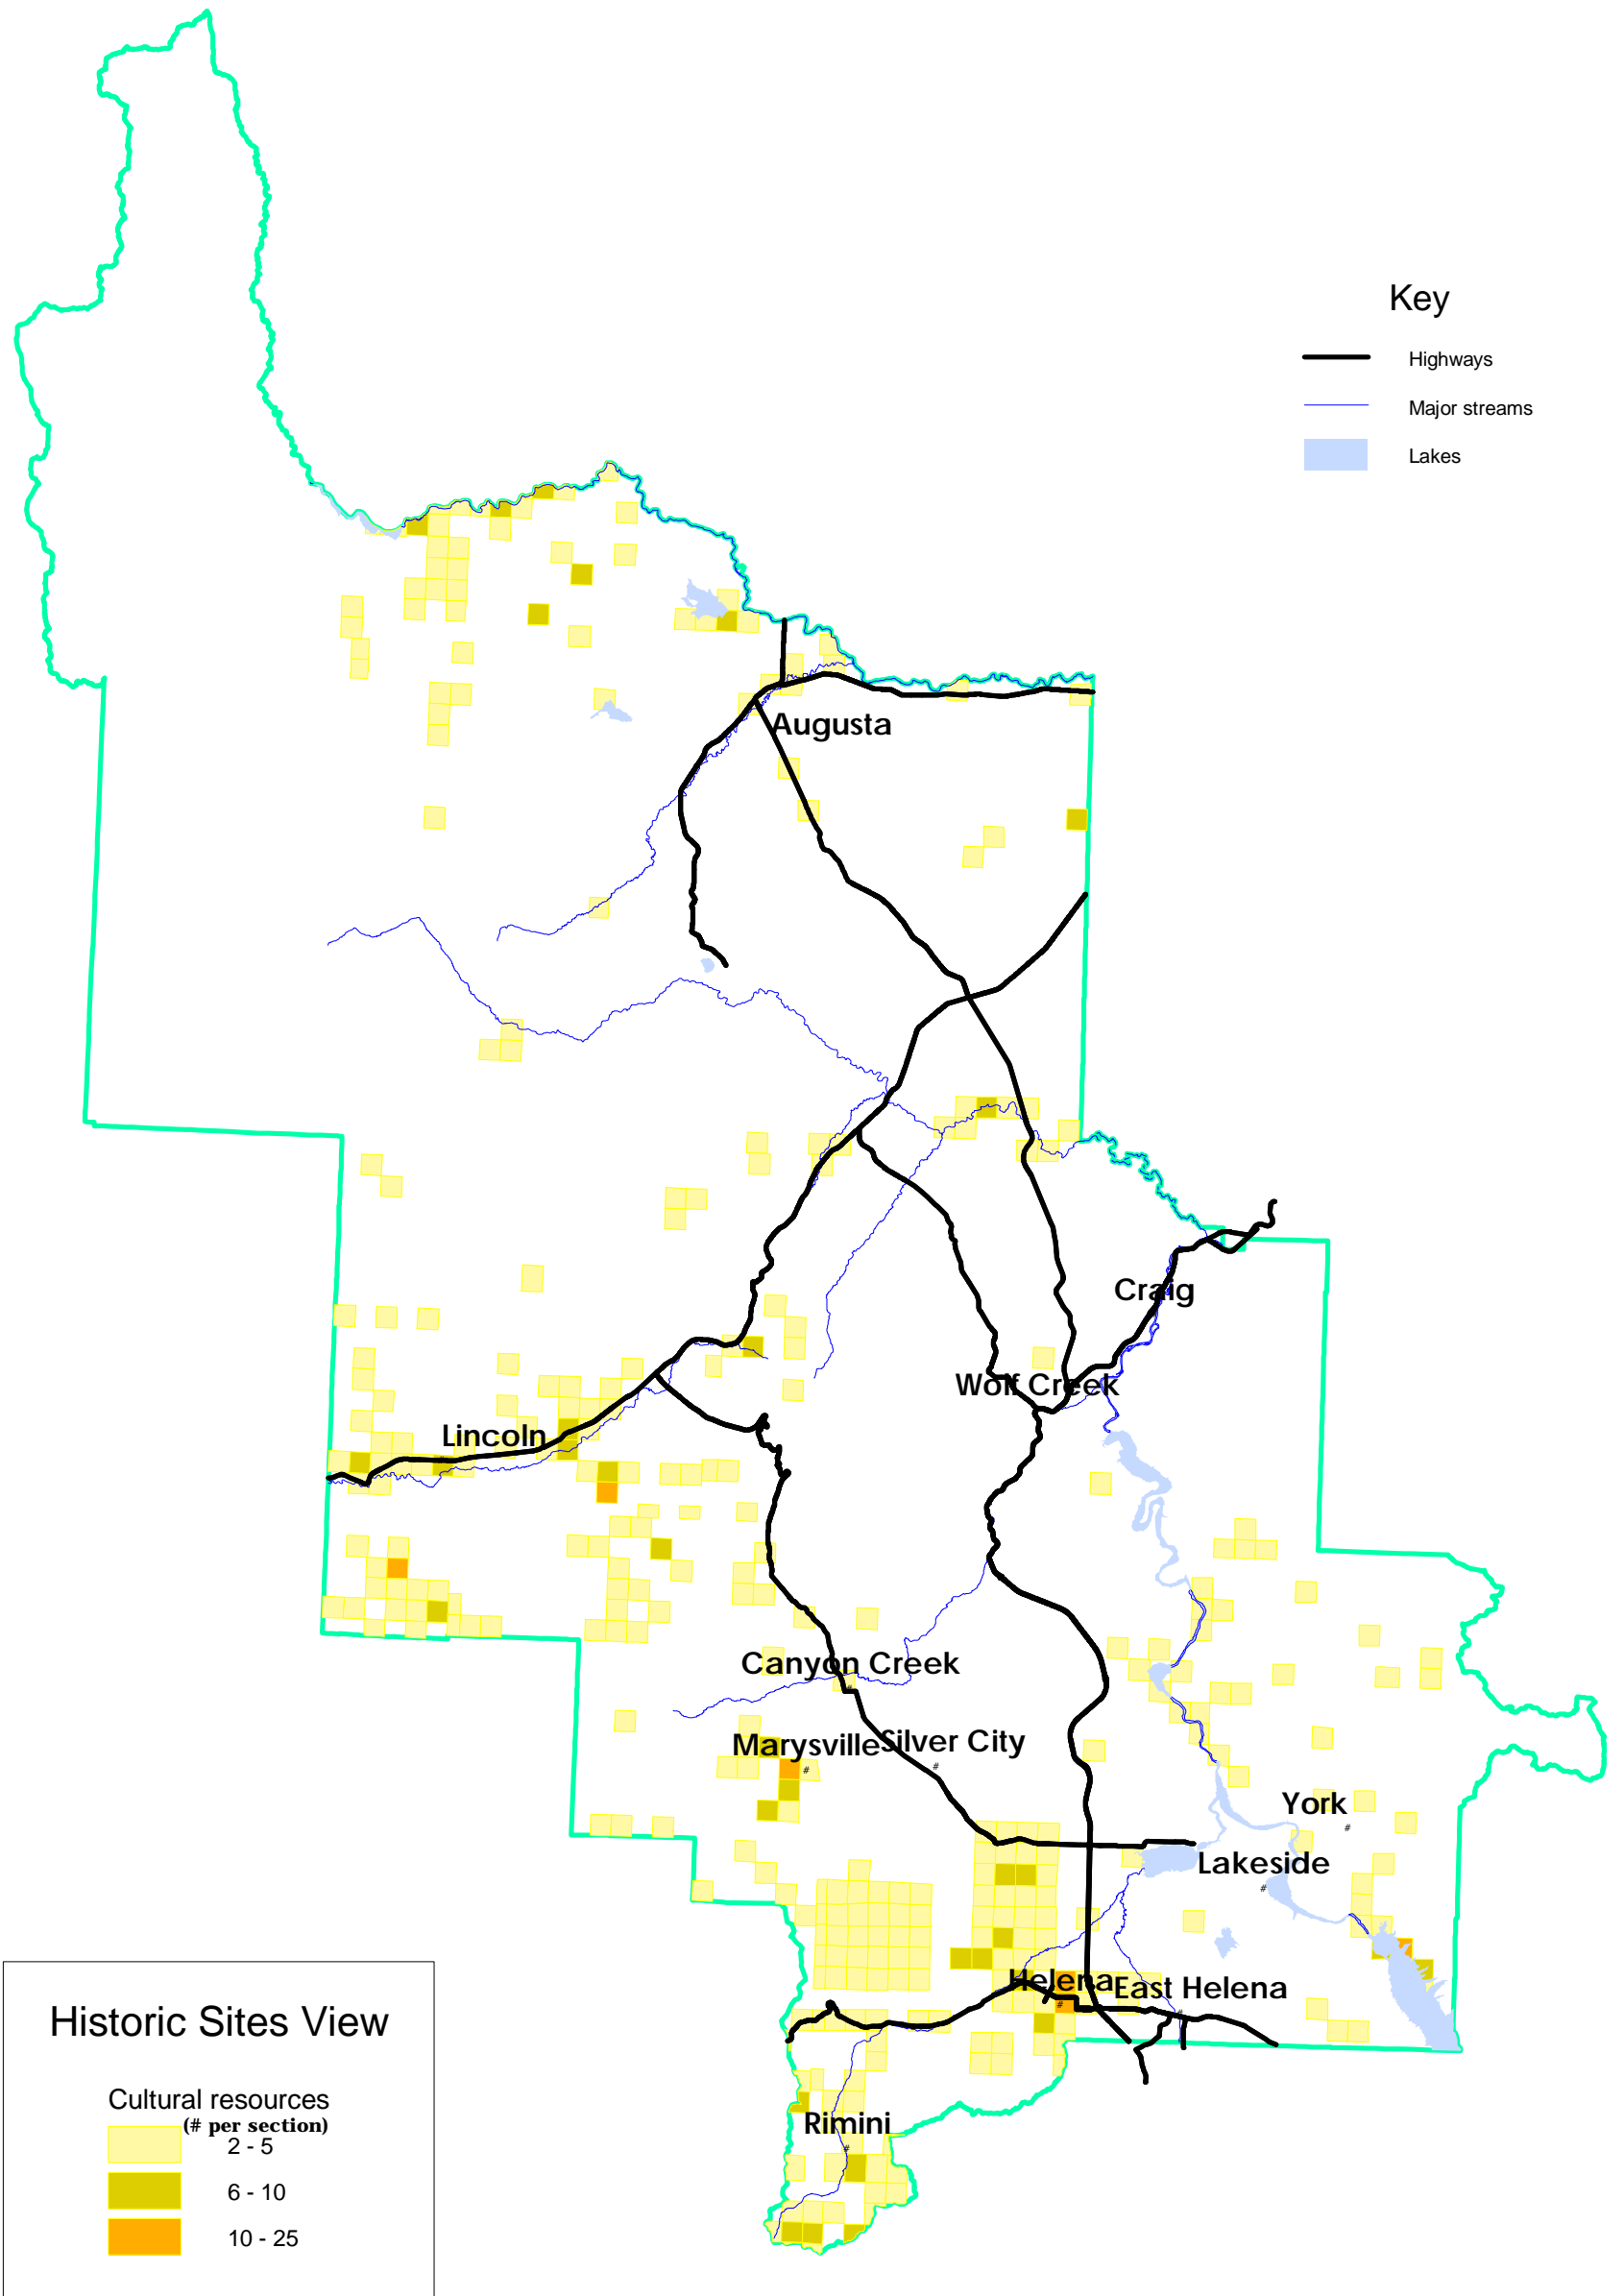 Key
Highways
Major streams
Lakes
Augusta
Craig
Wolf Creek
Lincoln
Canyon Creek
#
Marysville
#
Silver City
#
York
#
Lakeside
#
Helena
#
East Helena
#
Rimini
#
Historic Sites View
Cultural resources
(# per section)
2 - 5
6 - 10
10 - 25